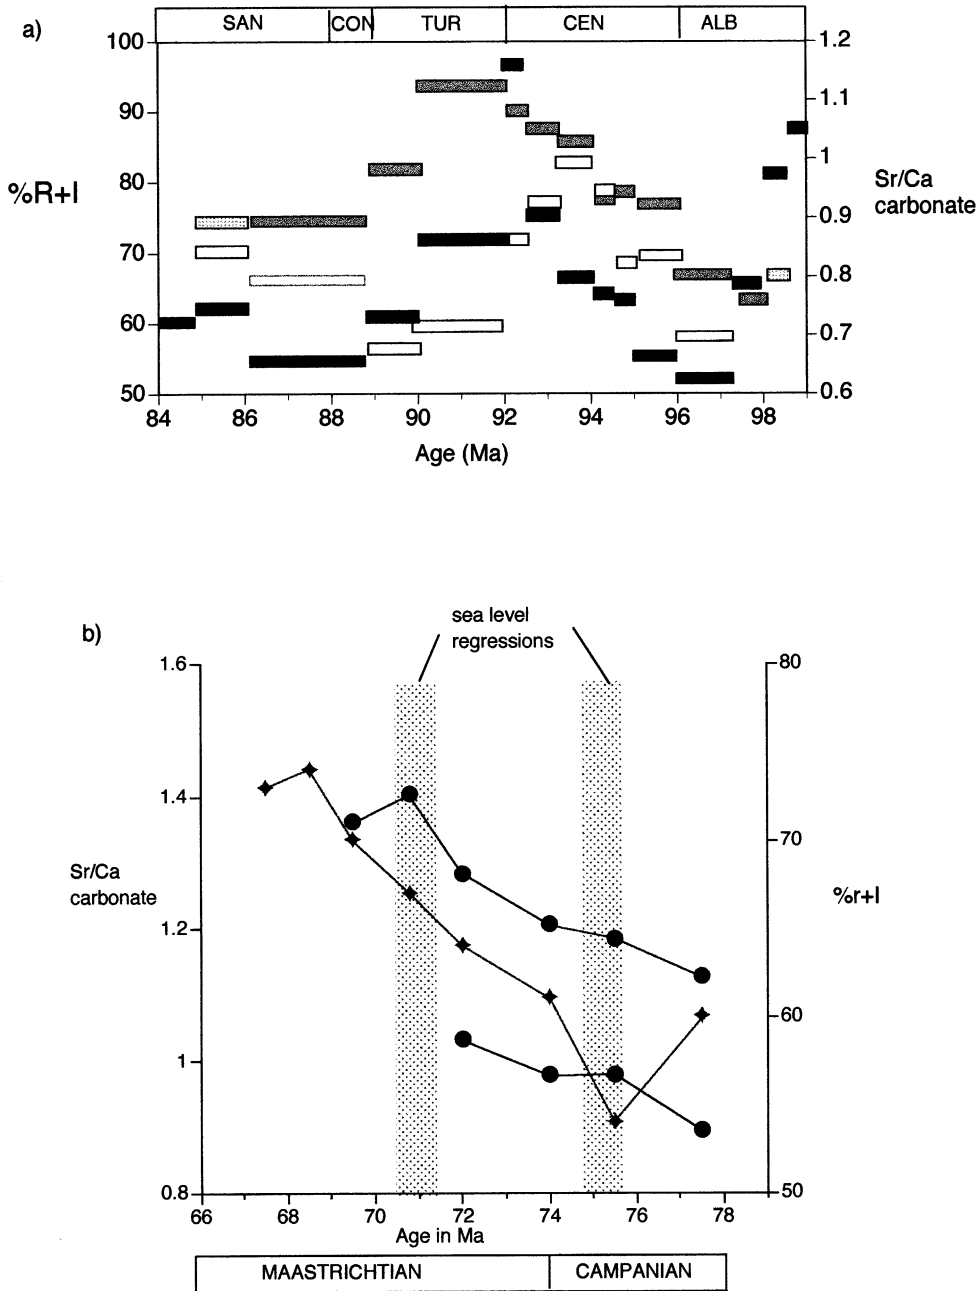 a)
SAN CON TUR CEN ALB
100
90
80
70
60
50
%R+I
1.2
1.1
1
0.9
0.8
0.7
0.6
Sr/Ca
carbonate
84 86 88 90 92 94 96 98
Age (Ma)
b)
sea level
regressions
1.6
1.4
1.2
1
0.8
Sr/Ca
carbonate
80
70
60
50
%r+I
66 68 70 72 74 76 78
Age in Ma
MAASTRICHTIAN CAMPANIAN